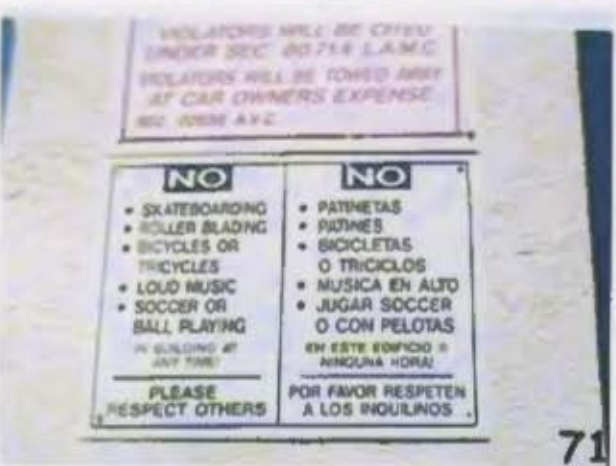 VIOLATORS WILL BE CITED
UNDER SEC 80.71.4 L.A.M.C
VIOLATORS WILL BE TOWED AWAY
AT CAR OWNERS EXPENSE
A.V.C.
NO
• SKATEBOARDING
• ROLLER BLADING
• BICYCLES OR
TRICYCLES
• LOUD MUSIC
• SOCCER OR
BALL PLAYING
IN BUILDING AT
ANY TIME!
PLEASE
RESPECT OTHERS
NO
• PATINETAS
• PATINES
• BICICLETAS
O TRICICLOS
• MUSICA EN ALTO
• JUGAR SOCCER
O CON PELOTAS
EN ESTE EDIFICIO A
NINGUNA HORA!
POR FAVOR RESPETEN
A LOS INQUILINOS
71